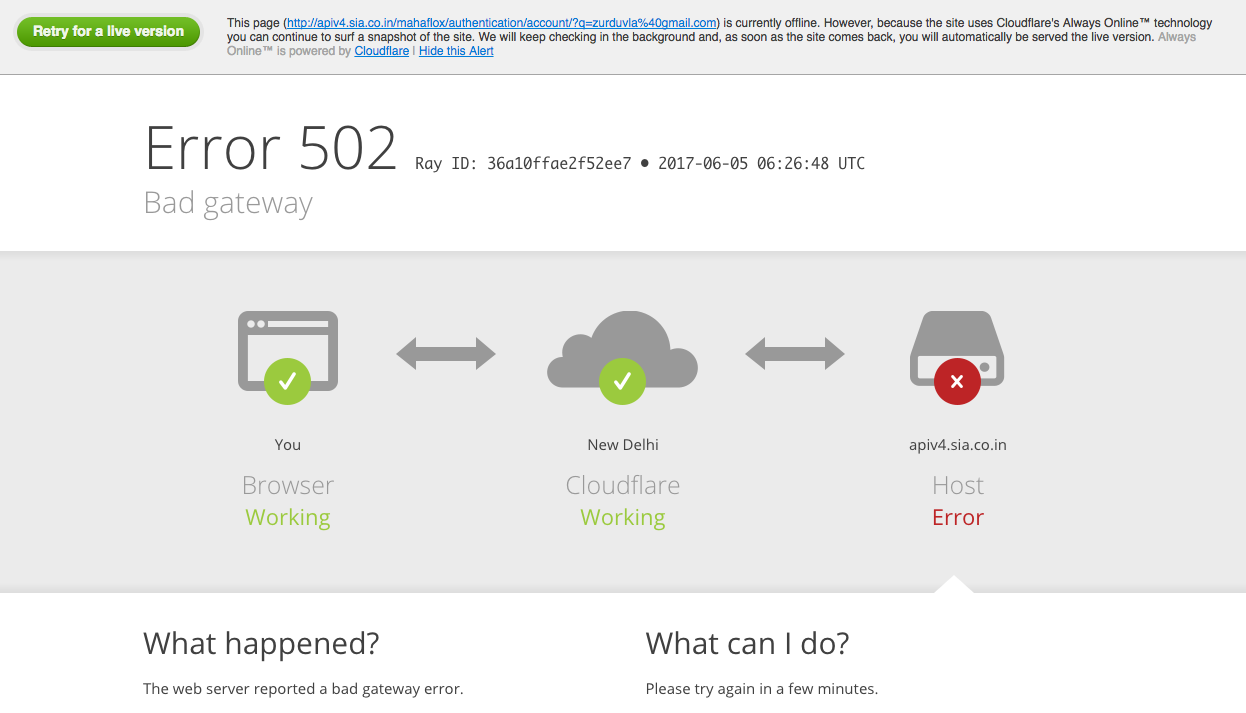 Retry for a live version
This page (http://apiv4.sia.co.in/mahaflox/authentication/account/?q=zurduvla%40gmail.com) is currently offline. However, because the site uses Cloudflare's Always Online™ technology
you can continue to surf a snapshot of the site. We will keep checking in the background and, as soon as the site comes back, you will automatically be served the live version. Always
Online™ is powered by Cloudflare | Hide this Alert
Error 502 Ray ID: 36a10ffae2f52ee7 • 2017-06-05 06:26:48 UTC
Bad gateway
You
Browser
Working
New Delhi
Cloudflare
Working
apiv4.sia.co.in
Host
Error
What happened?
The web server reported a bad gateway error.
What can I do?
Please try again in a few minutes.